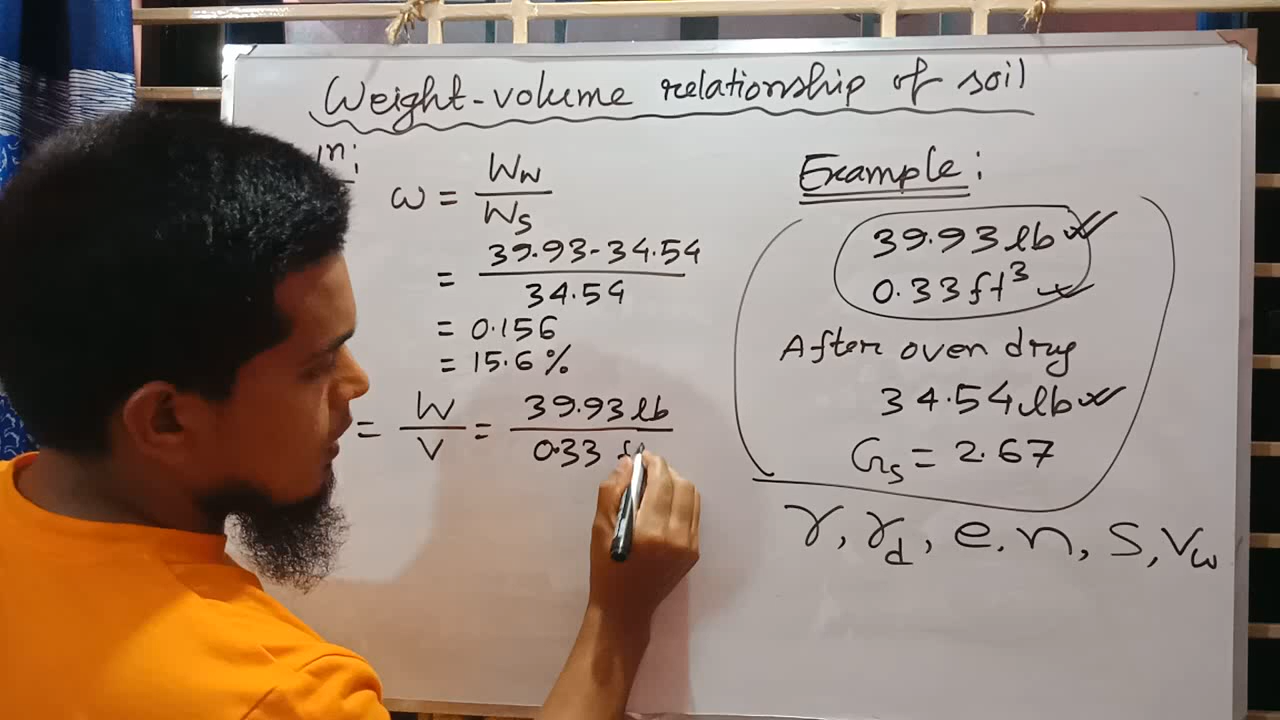 Weight-volume relationship of soil
ω = Ww/Ws
= 39.93-34.54/34.54
= 0.156
= 15.6%
= W/V = 39.93 lb/0.33
Example:
39.93 lb
0.33 ft³
After oven dry
34.54 lb
Gs = 2.67
γ, γd, e, n, S, Vw